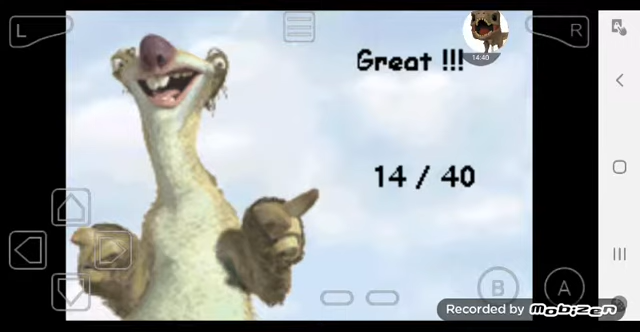 L
R
14:40
Great !!!
14 / 40
B
A
Recorded by MOBIZEN